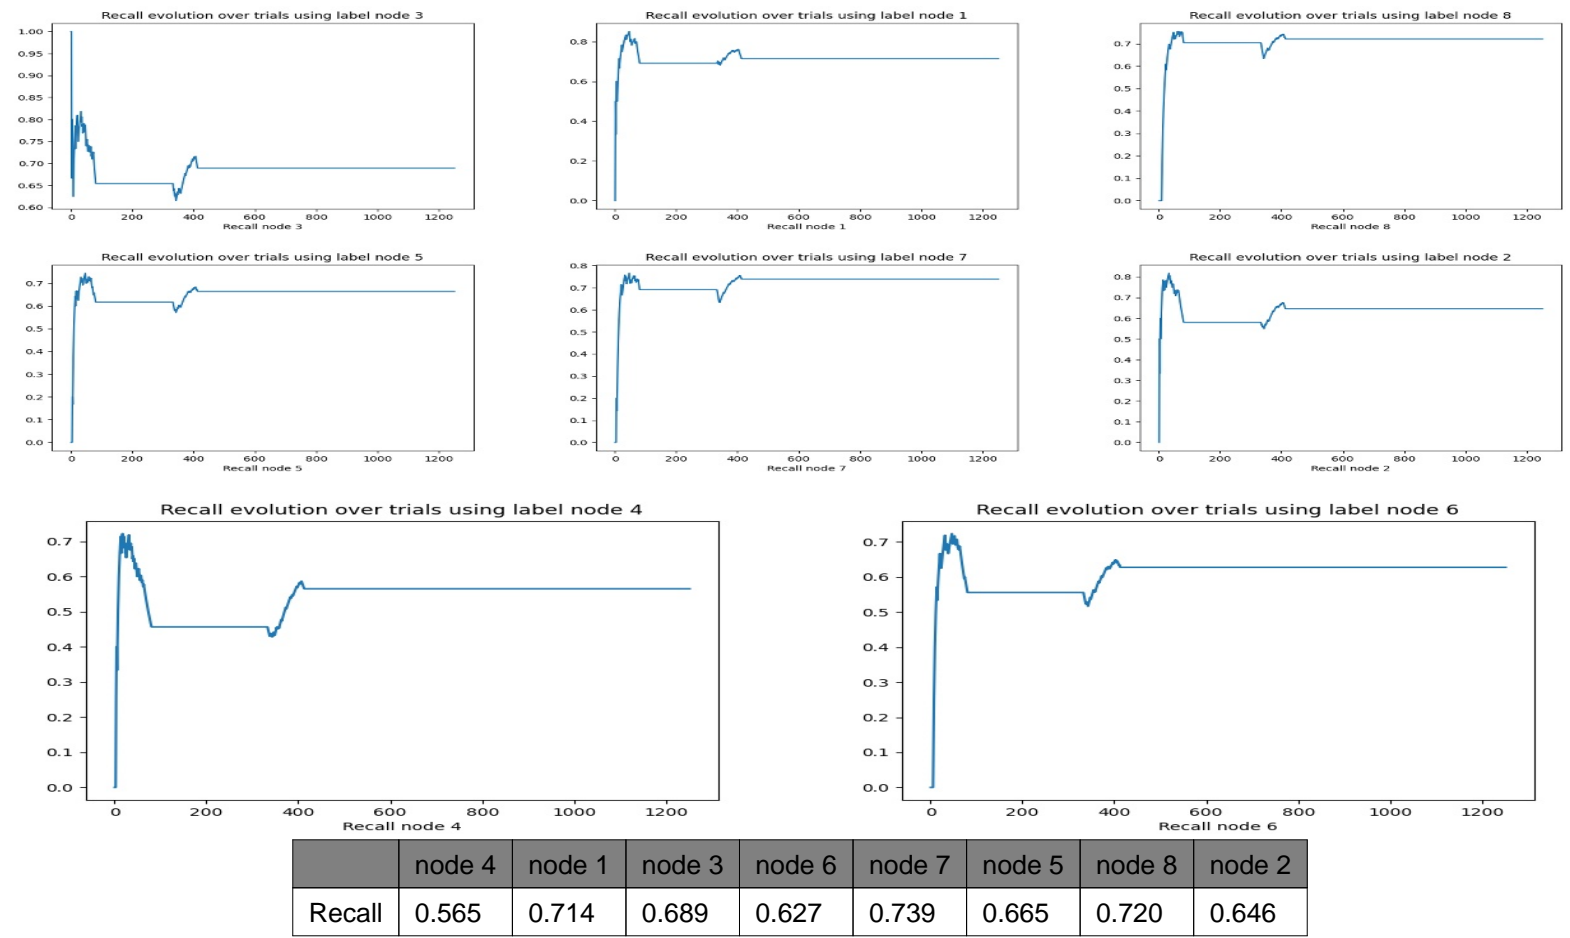 Recall evolution over trials using label node 3
1.00
0.95
0.90
0.85
0.80
0.75
0.70
0.65
0.60
0 200 400 600 800 1000 1200
Recall node 3
Recall evolution over trials using label node 1
0.8
0.6
0.4
0.2
0.0
0 200 400 600 800 1000 1200
Recall node 1
Recall evolution over trials using label node 8
0.7
0.6
0.5
0.4
0.3
0.2
0.1
0.0
0 200 400 600 800 1000 1200
Recall node 8
Recall evolution over trials using label node 5
0.7
0.6
0.5
0.4
0.3
0.2
0.1
0.0
0 200 400 600 800 1000 1200
Recall node 5
Recall evolution over trials using label node 7
0.8
0.7
0.6
0.5
0.4
0.3
0.2
0.1
0.0
0 200 400 600 800 1000 1200
Recall node 7
Recall evolution over trials using label node 2
0.8
0.7
0.6
0.5
0.4
0.3
0.2
0.1
0.0
0 200 400 600 800 1000 1200
Recall node 2
Recall evolution over trials using label node 4
0.7
0.6
0.5
0.4
0.3
0.2
0.1
0.0
0 200 400 600 800 1000 1200
Recall node 4
Recall evolution over trials using label node 6
0.7
0.6
0.5
0.4
0.3
0.2
0.1
0.0
0 200 400 600 800 1000 1200
Recall node 6
node 4 node 1 node 3 node 6 node 7 node 5 node 8 node 2
Recall 0.565 0.714 0.689 0.627 0.739 0.665 0.720 0.646